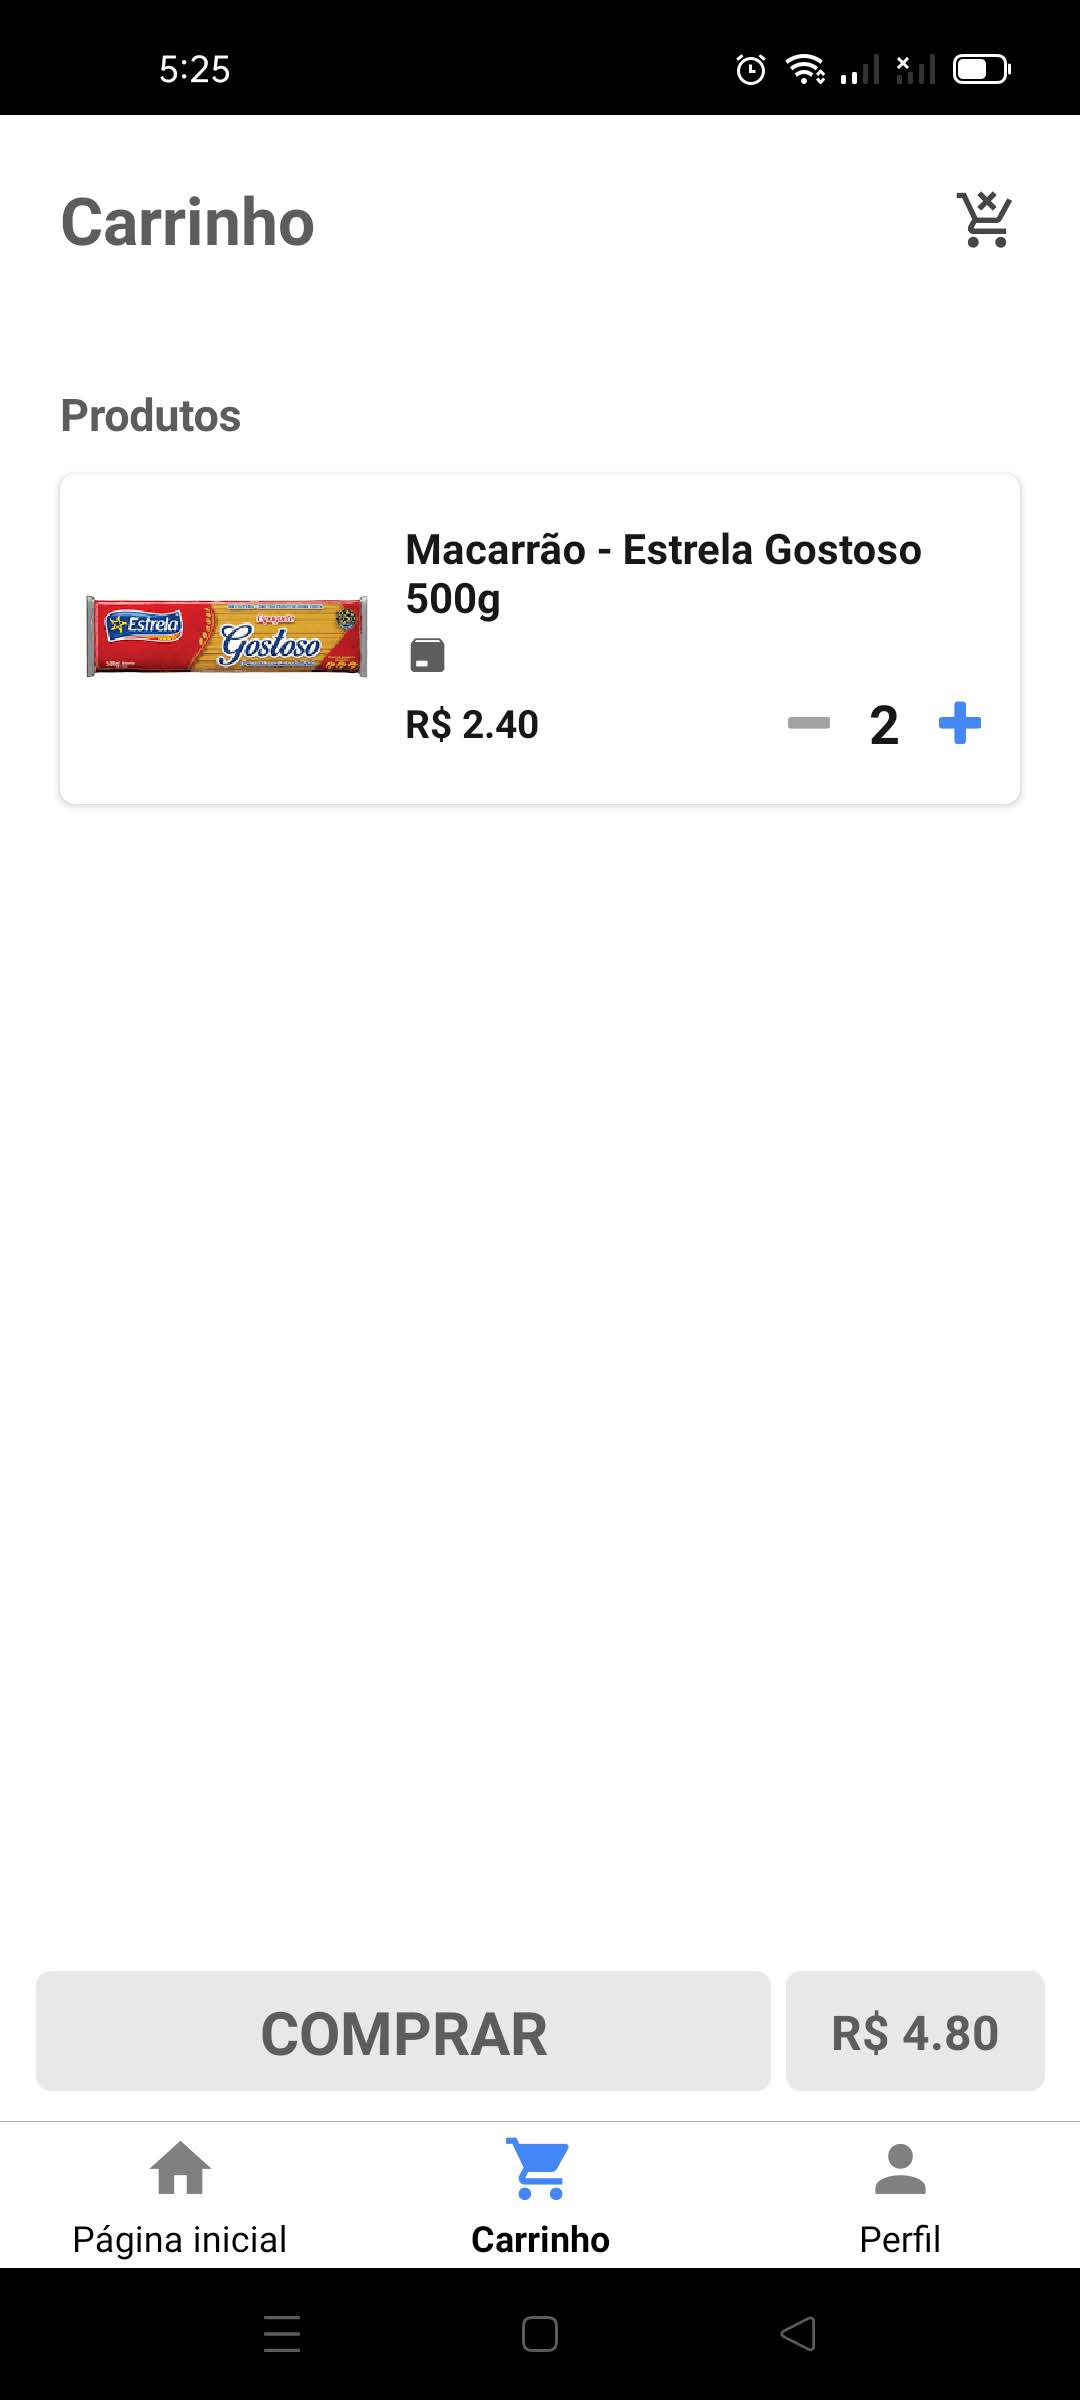 5:25
Carrinho
Produtos
Macarrão - Estrela Gostoso
500g
Estrela
Espaguete
Gostoso
R$ 2.40
2
COMPRAR
R$ 4.80
Página inicial
Carrinho
Perfil